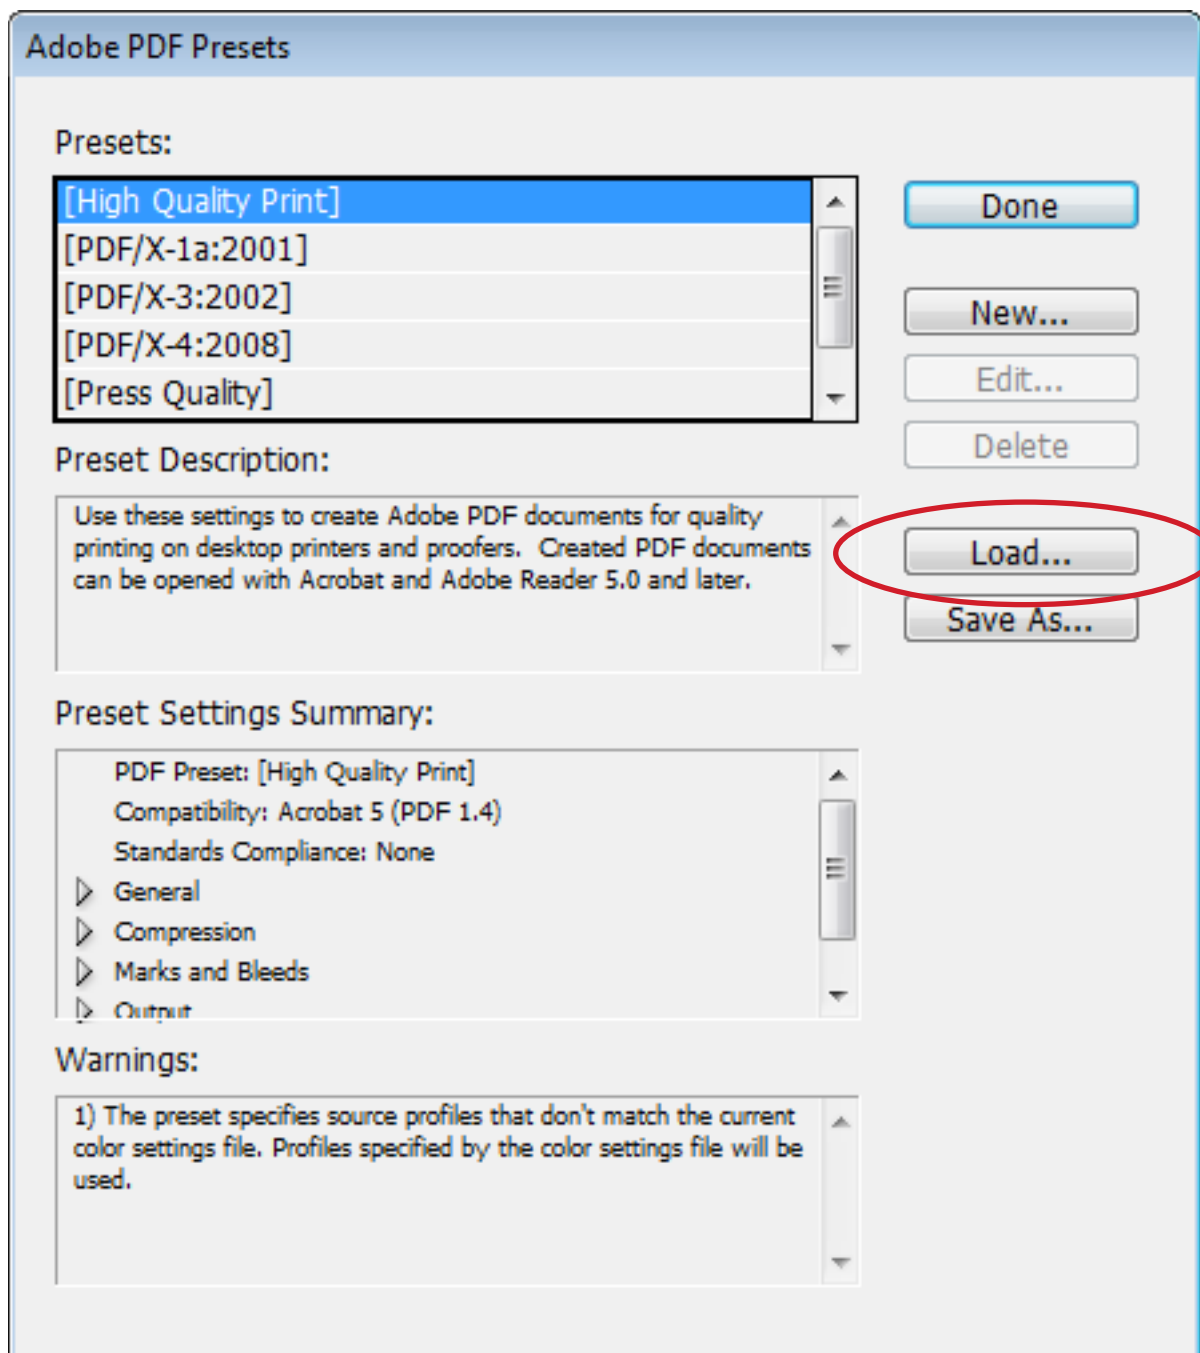 Adobe PDF Presets
Presets:
[High Quality Print]
[PDF/X-1a:2001]
[PDF/X-3:2002]
[PDF/X-4:2008]
[Press Quality]
Done
New...
Edit...
Delete
Load...
Save As...
Preset Description:
Use these settings to create Adobe PDF documents for quality
printing on desktop printers and proofers.  Created PDF documents
can be opened with Acrobat and Adobe Reader 5.0 and later.
Preset Settings Summary:
PDF Preset: [High Quality Print]
Compatibility: Acrobat 5 (PDF 1.4)
Standards Compliance: None
General
Compression
Marks and Bleeds
Output
Warnings:
1) The preset specifies source profiles that don't match the current
color settings file. Profiles specified by the color settings file will be
used.